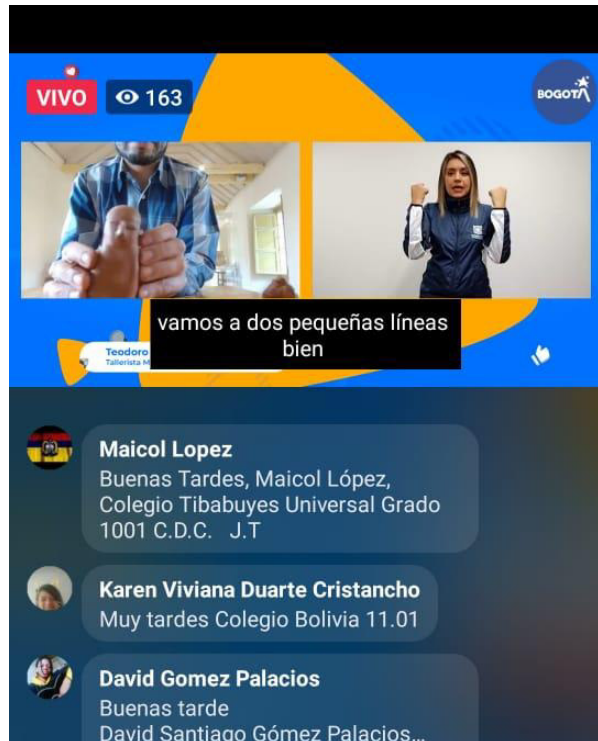 VIVO
163
BOGOTÁ
vamos a dos pequeñas líneas
bien
Teodoro
Tallerista M
Maicol Lopez
Buenas Tardes, Maicol López,
Colegio Tibabuyes Universal Grado
1001 C.D.C. J.T
Karen Viviana Duarte Cristancho
Muy tardes Colegio Bolivia 11.01
David Gomez Palacios
Buenas tarde
David Santiago Gómez Palacios...